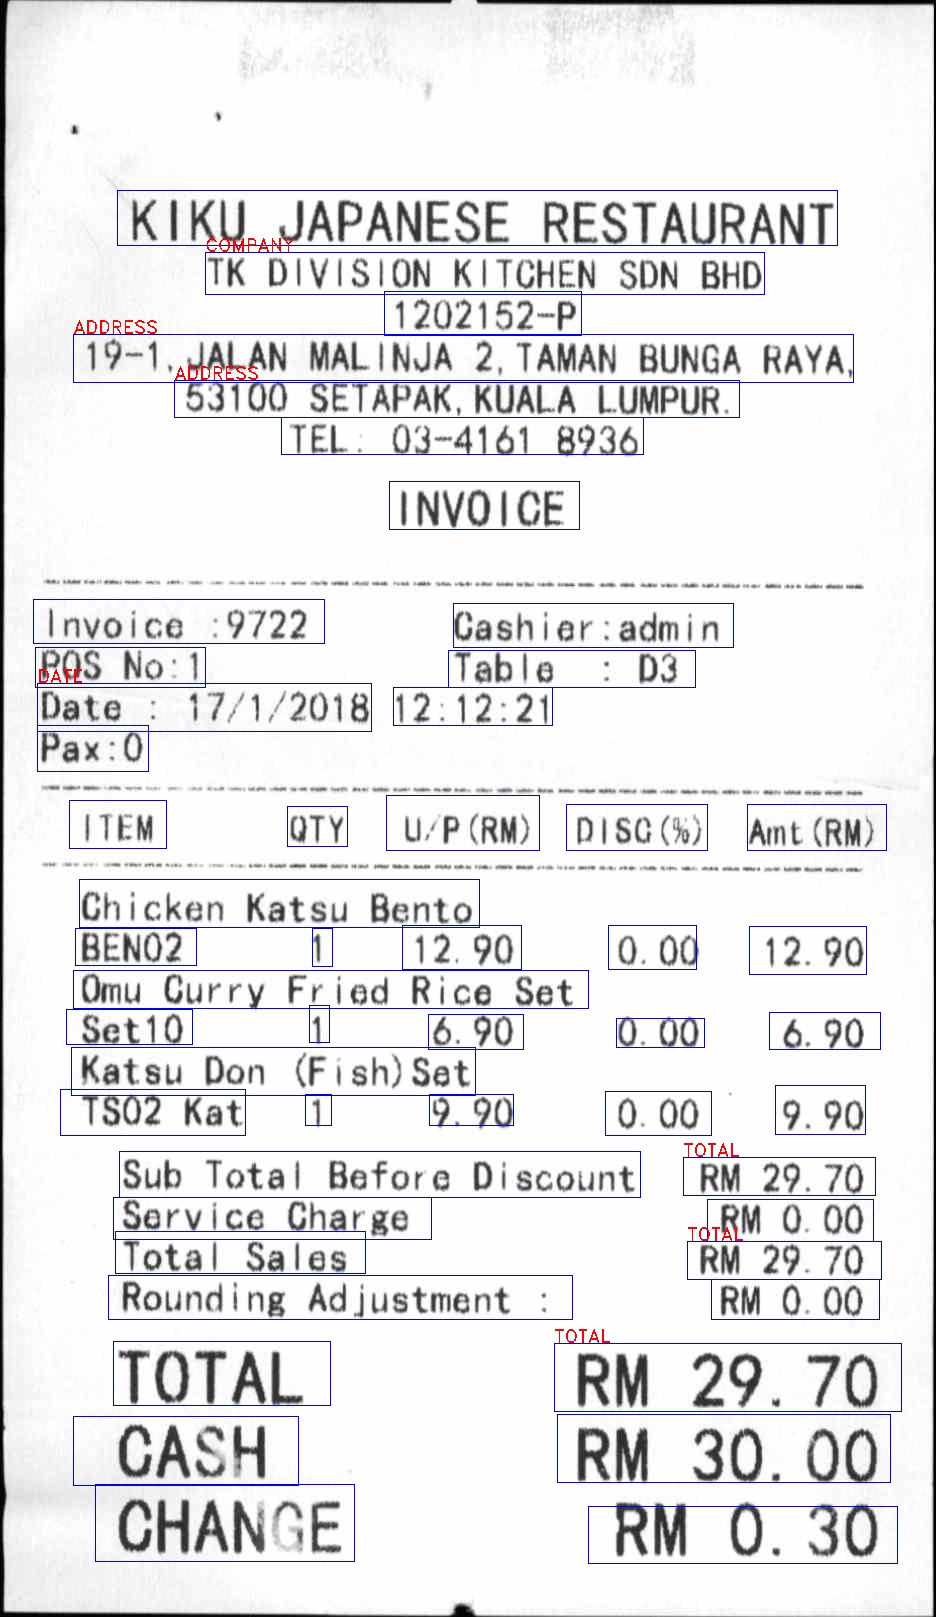 KIKU JAPANESE RESTAURANT
COMPANY
TK DIVISION KITCHEN SDN BHD
1202152-P
ADDRESS
19-1, JALAN MALINJA 2, TAMAN BUNGA RAYA,
ADDRESS
53100 SETAPAK, KUALA LUMPUR.
TEL: 03-4161 8936
INVOICE
Invoice :9722 Cashier:admin
POS No:1 Table : D3
DATE
Date : 17/1/2018 12:12:21
Pax:0
ITEM QTY U/P(RM) DISC(%) Amt(RM)
Chicken Katsu Bento
BEN02 1 12.90 0.00 12.90
Omu Curry Fried Rice Set
Set10 1 6.90 0.00 6.90
Katsu Don (Fish)Set
TS02 Kat 1 9.90 0.00 9.90
TOTAL
Sub Total Before Discount RM 29.70
Service Charge RM 0.00
TOTAL
Total Sales RM 29.70
Rounding Adjustment : RM 0.00
TOTAL
TOTAL RM 29.70
CASH RM 30.00
CHANGE RM 0.30